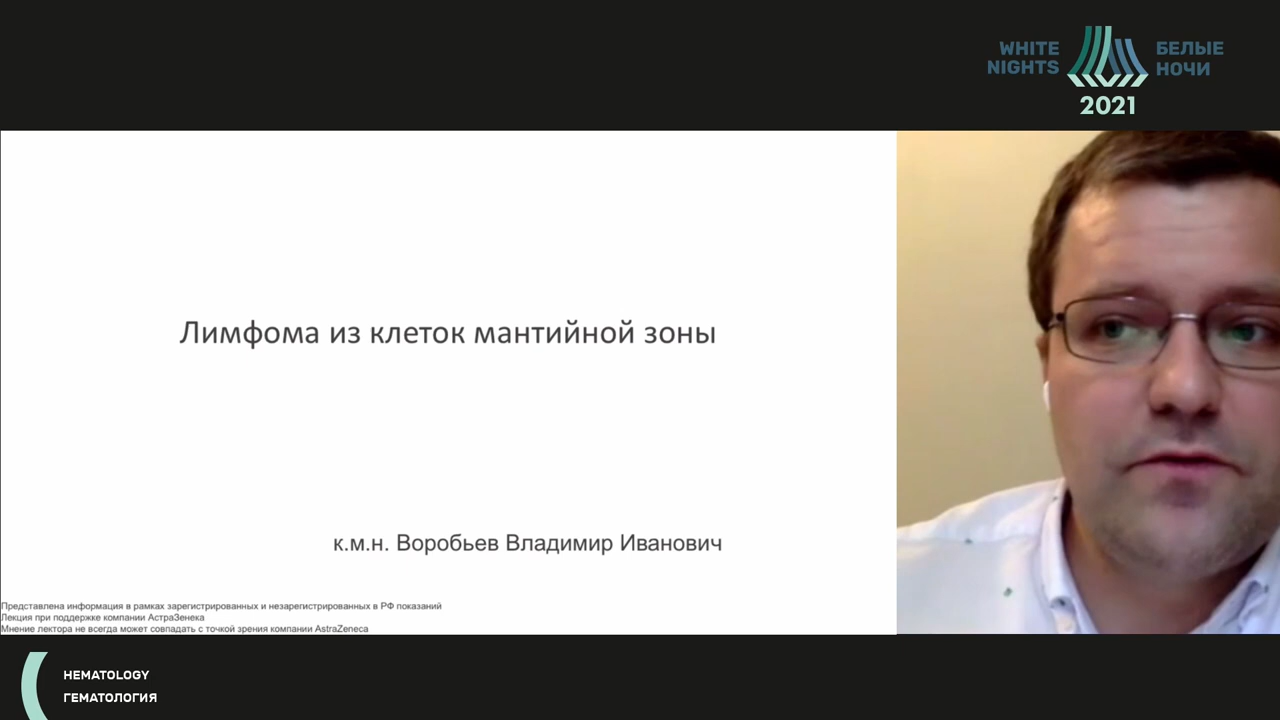 WHITE
NIGHTS
БЕЛЫЕ
НОЧИ
2021
Лимфома из клеток мантийной зоны
к.м.н. Воробьев Владимир Иванович
Представлена информация в рамках зарегистрированных и незарегистрированных в РФ показаний
Лекция при поддержке компании АстраЗенека
Мнение лектора не всегда может совпадать с точкой зрения компании AstraZeneca
HEMATOLOGY
ГЕМАТОЛОГИЯ